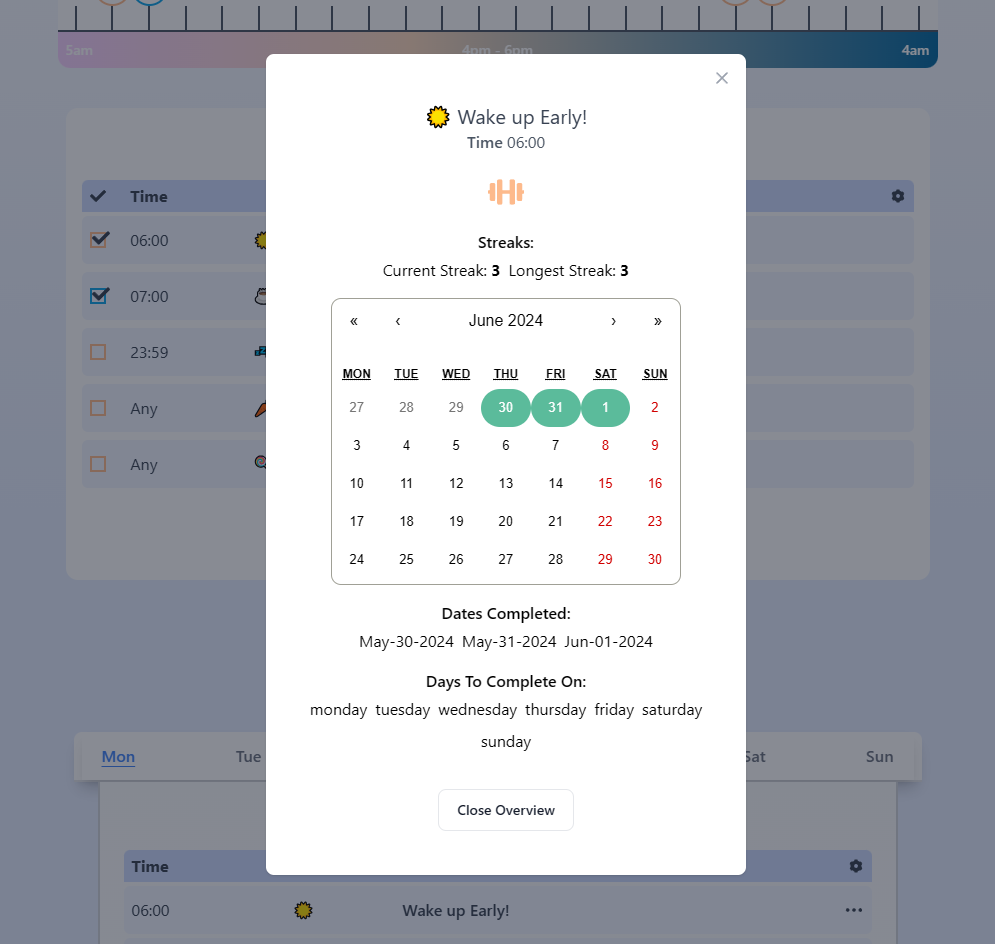 5am 4pm - 6pm 4am
Wake up Early!
Time 06:00
Time
Streaks:
06:00
Current Streak: 3 Longest Streak: 3
07:00
« ‹ June 2024 › »
23:59
MON TUE WED THU FRI SAT SUN
27 28 29 30 31 1 2
Any
3 4 5 6 7 8 9
Any
10 11 12 13 14 15 16
17 18 19 20 21 22 23
24 25 26 27 28 29 30
Dates Completed:
May-30-2024 May-31-2024 Jun-01-2024
Days To Complete On:
monday tuesday wednesday thursday friday saturday
sunday
Mon Tue Sat Sun
Close Overview
Time
06:00 Wake up Early!